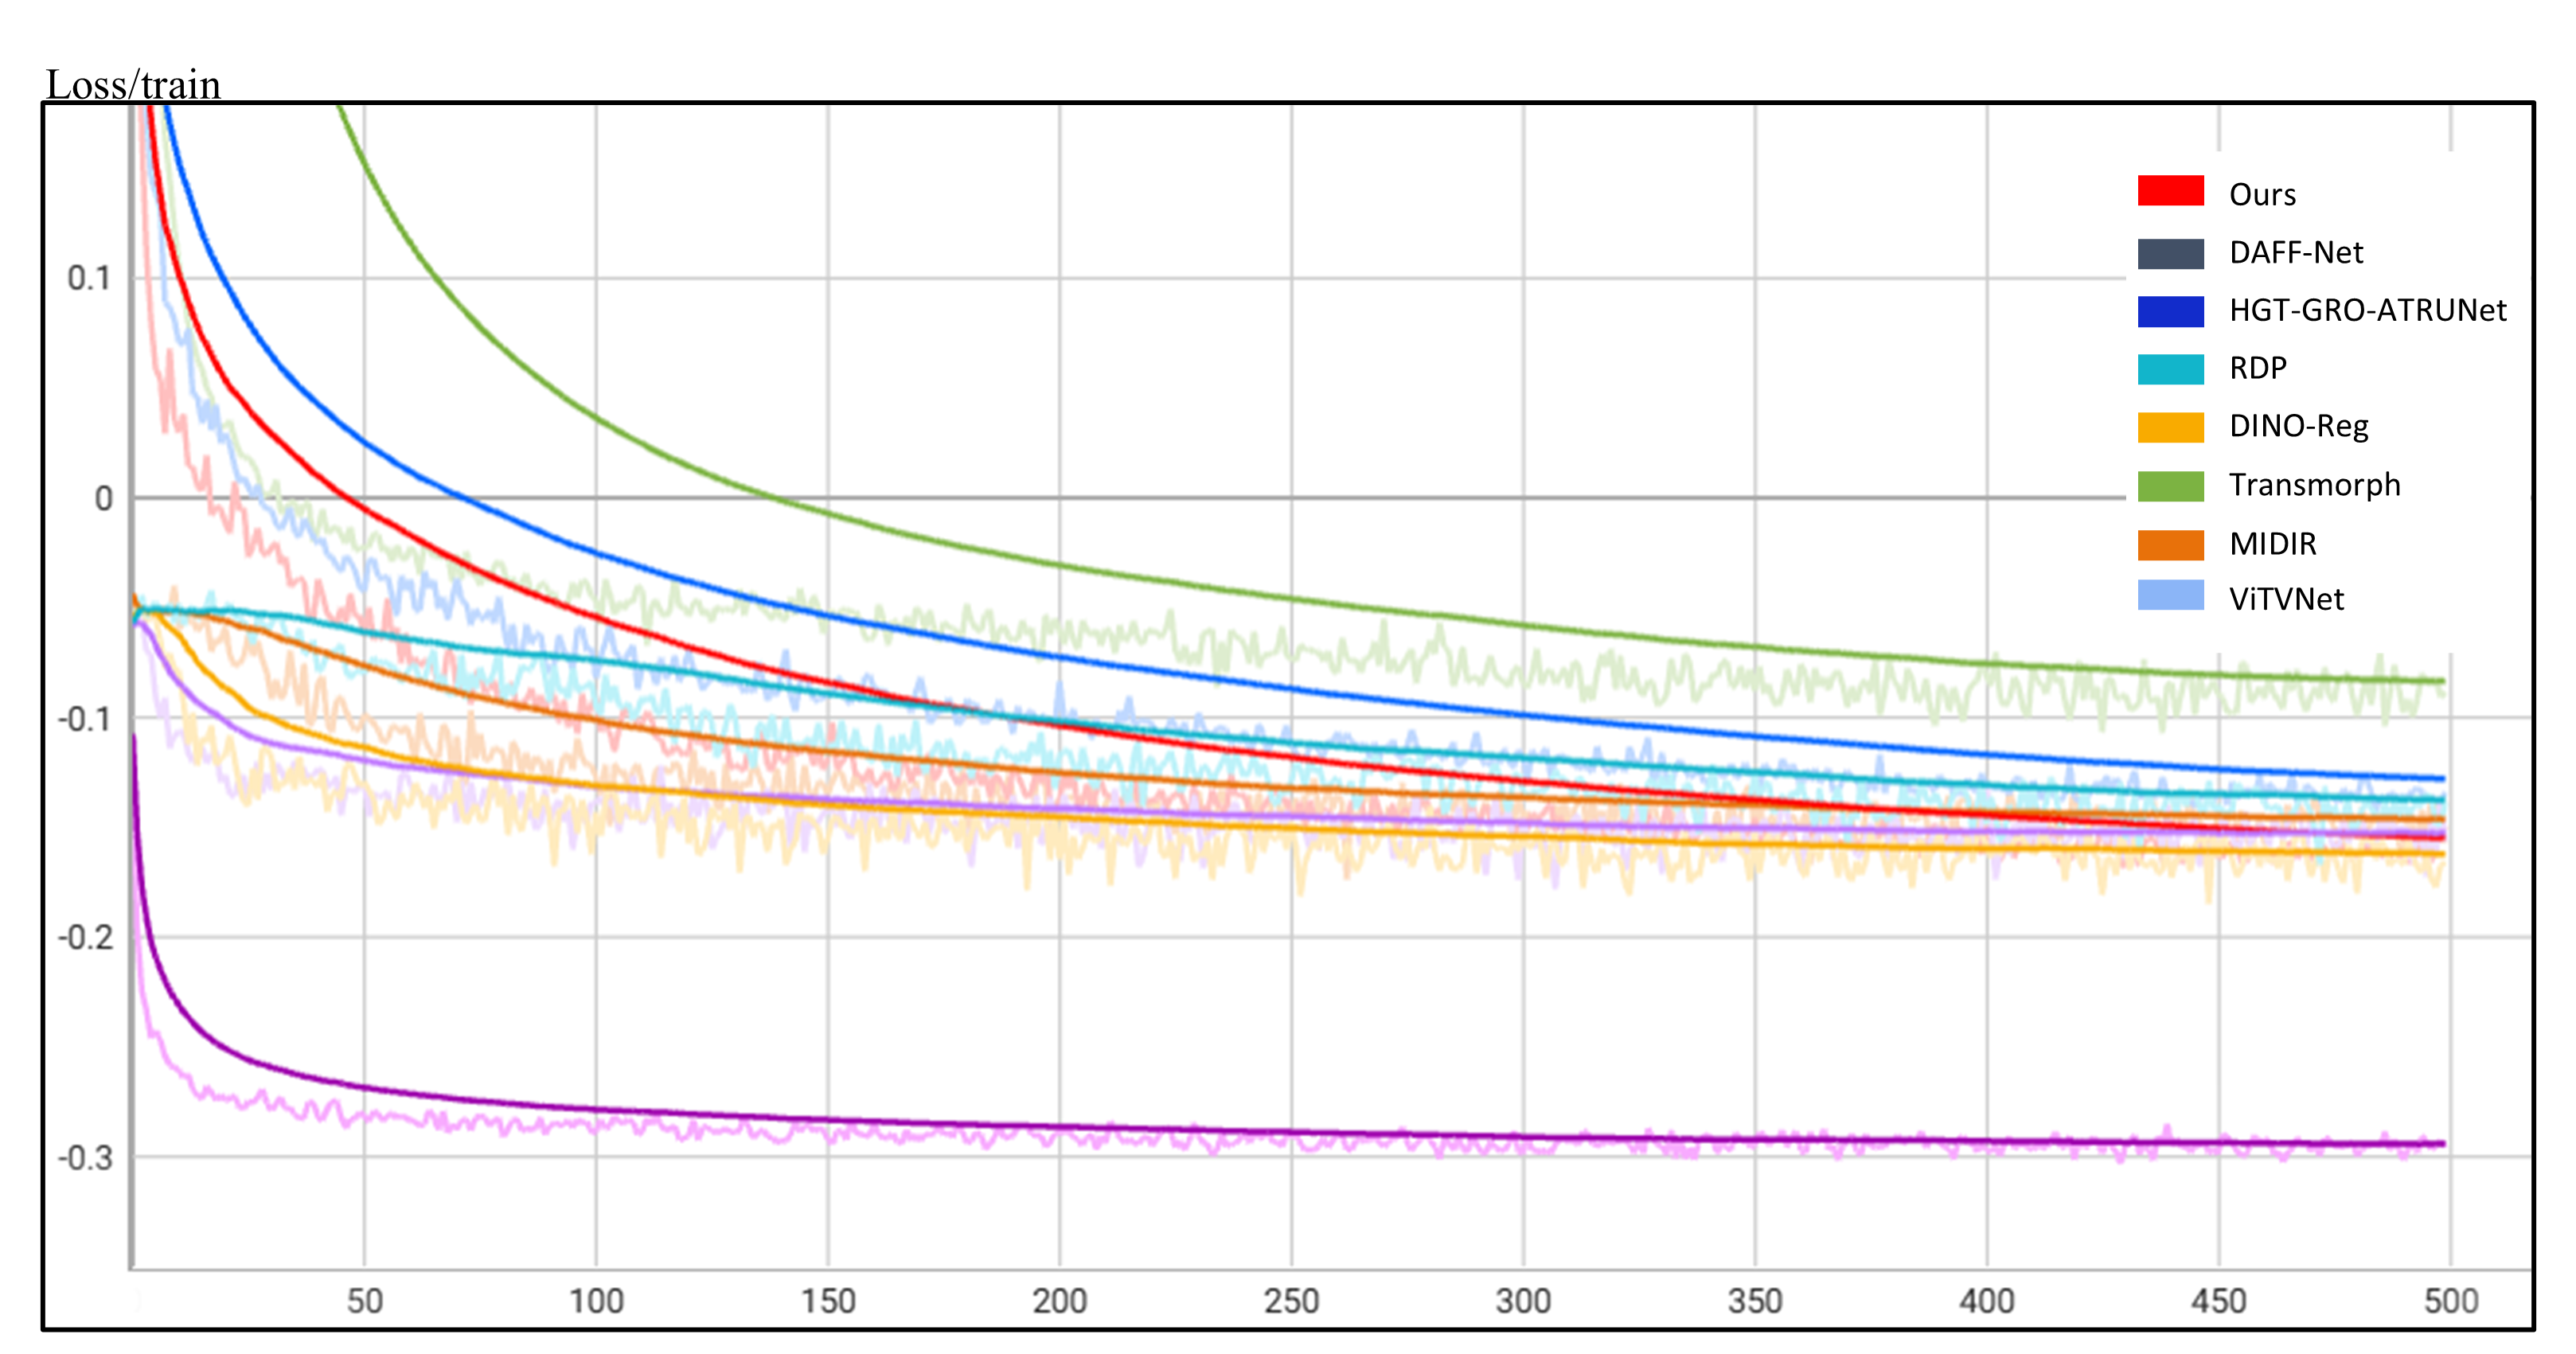 Loss/train
Ours
DAFF-Net
HGT-GRO-ATRUNet
RDP
DINO-Reg
Transmorph
MIDIR
ViTVNet
0.1
0
-0.1
-0.2
-0.3
50 100 150 200 250 300 350 400 450 500